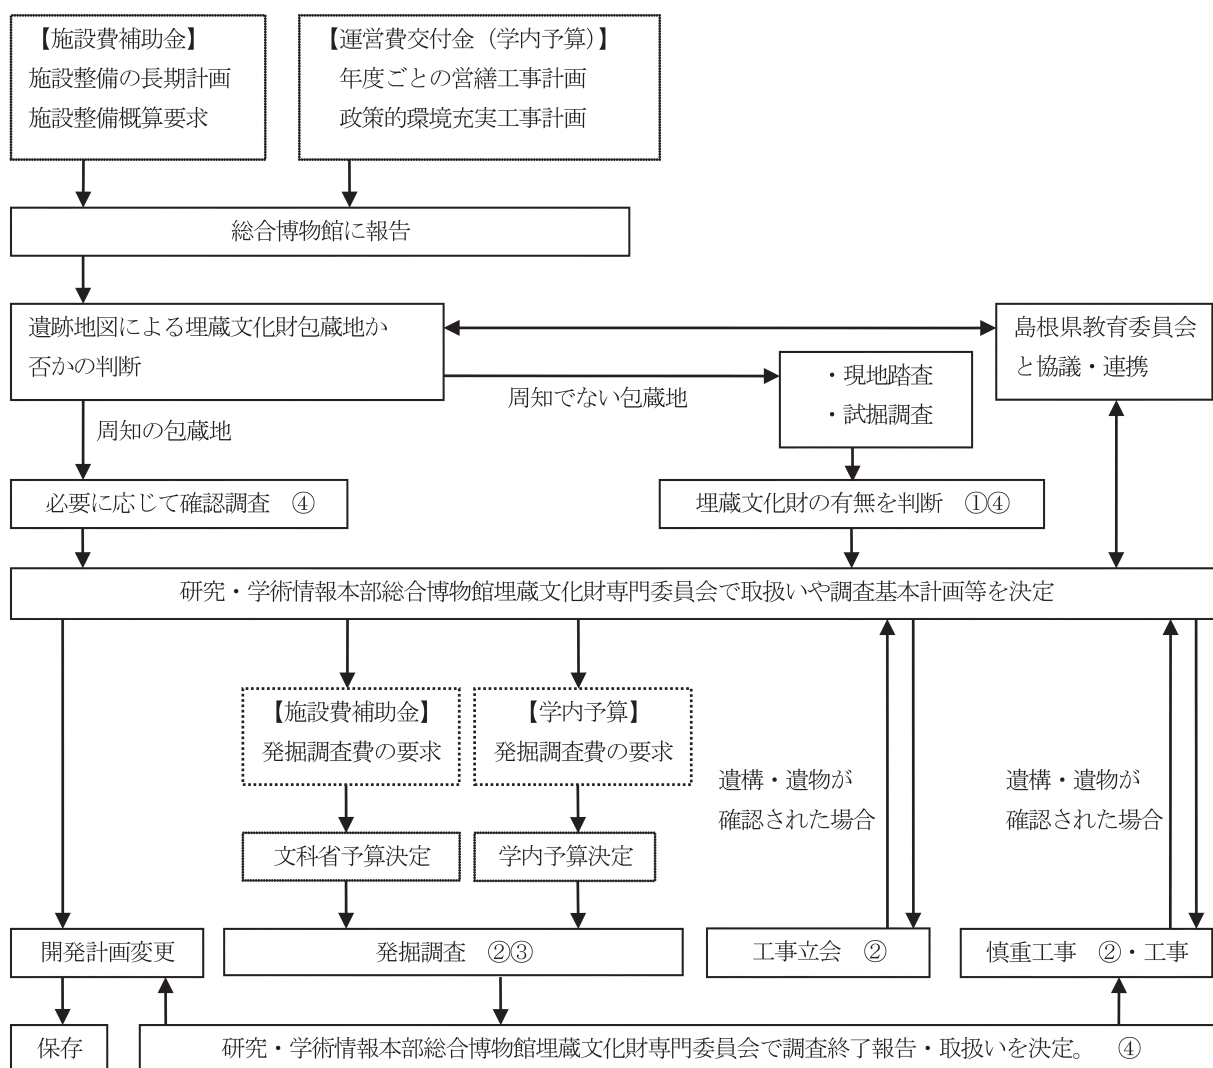 【施設費補助金】
施設整備の長期計画
施設整備概算要求
【運営費交付金（学内予算）】
年度ごとの営繕工事計画
政策的環境充実工事計画
総合博物館に報告
遺跡地図による埋蔵文化財包蔵地か
否かの判断
島根県教育委員会
と協議・連携
周知でない包蔵地
・現地踏査
・試掘調査
周知の包蔵地
必要に応じて確認調査　④
埋蔵文化財の有無を判断　①④
研究・学術情報本部総合博物館埋蔵文化財専門委員会で取扱いや調査基本計画等を決定
【施設費補助金】
発掘調査費の要求
【学内予算】
発掘調査費の要求
遺構・遺物が
確認された場合
遺構・遺物が
確認された場合
文科省予算決定
学内予算決定
開発計画変更
発掘調査　②③
工事立会　②
慎重工事　②・工事
保存
研究・学術情報本部総合博物館埋蔵文化財専門委員会で調査終了報告・取扱いを決定。　④